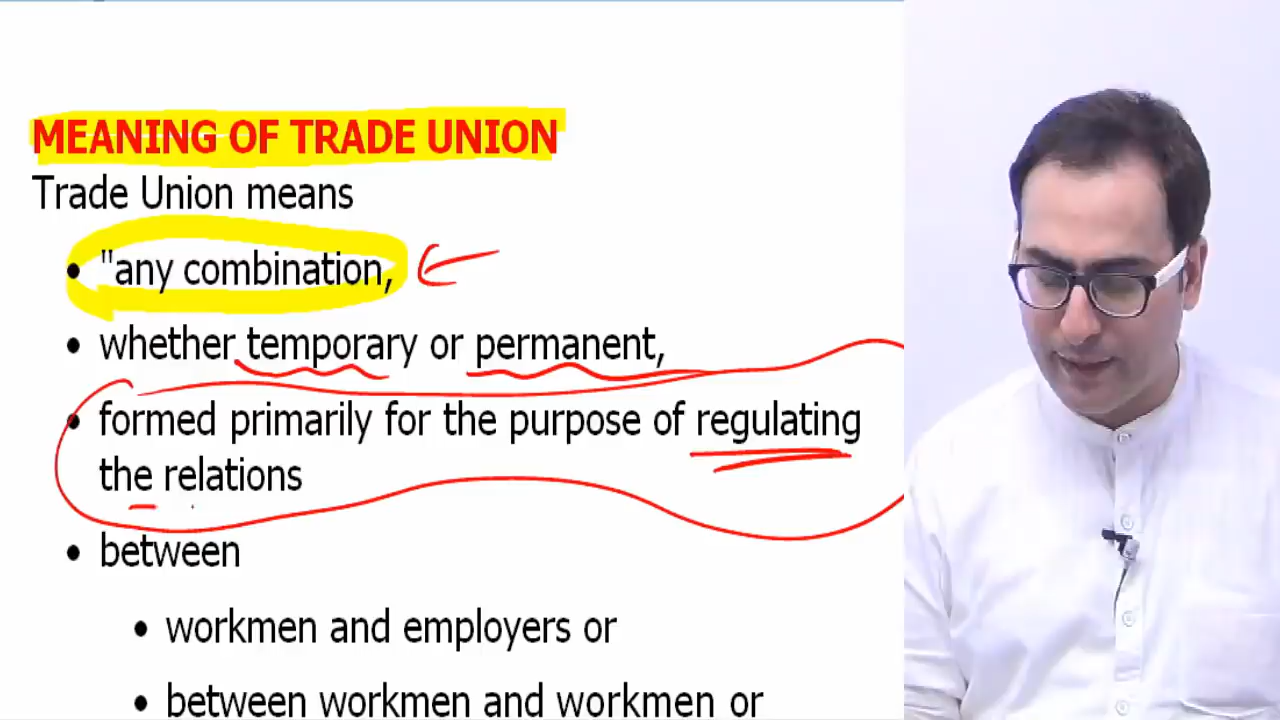 MEANING OF TRADE UNION
Trade Union means
• "any combination,
• whether temporary or permanent,
• formed primarily for the purpose of regulating
the relations
• between
• workmen and employers or
• between workmen and workmen or